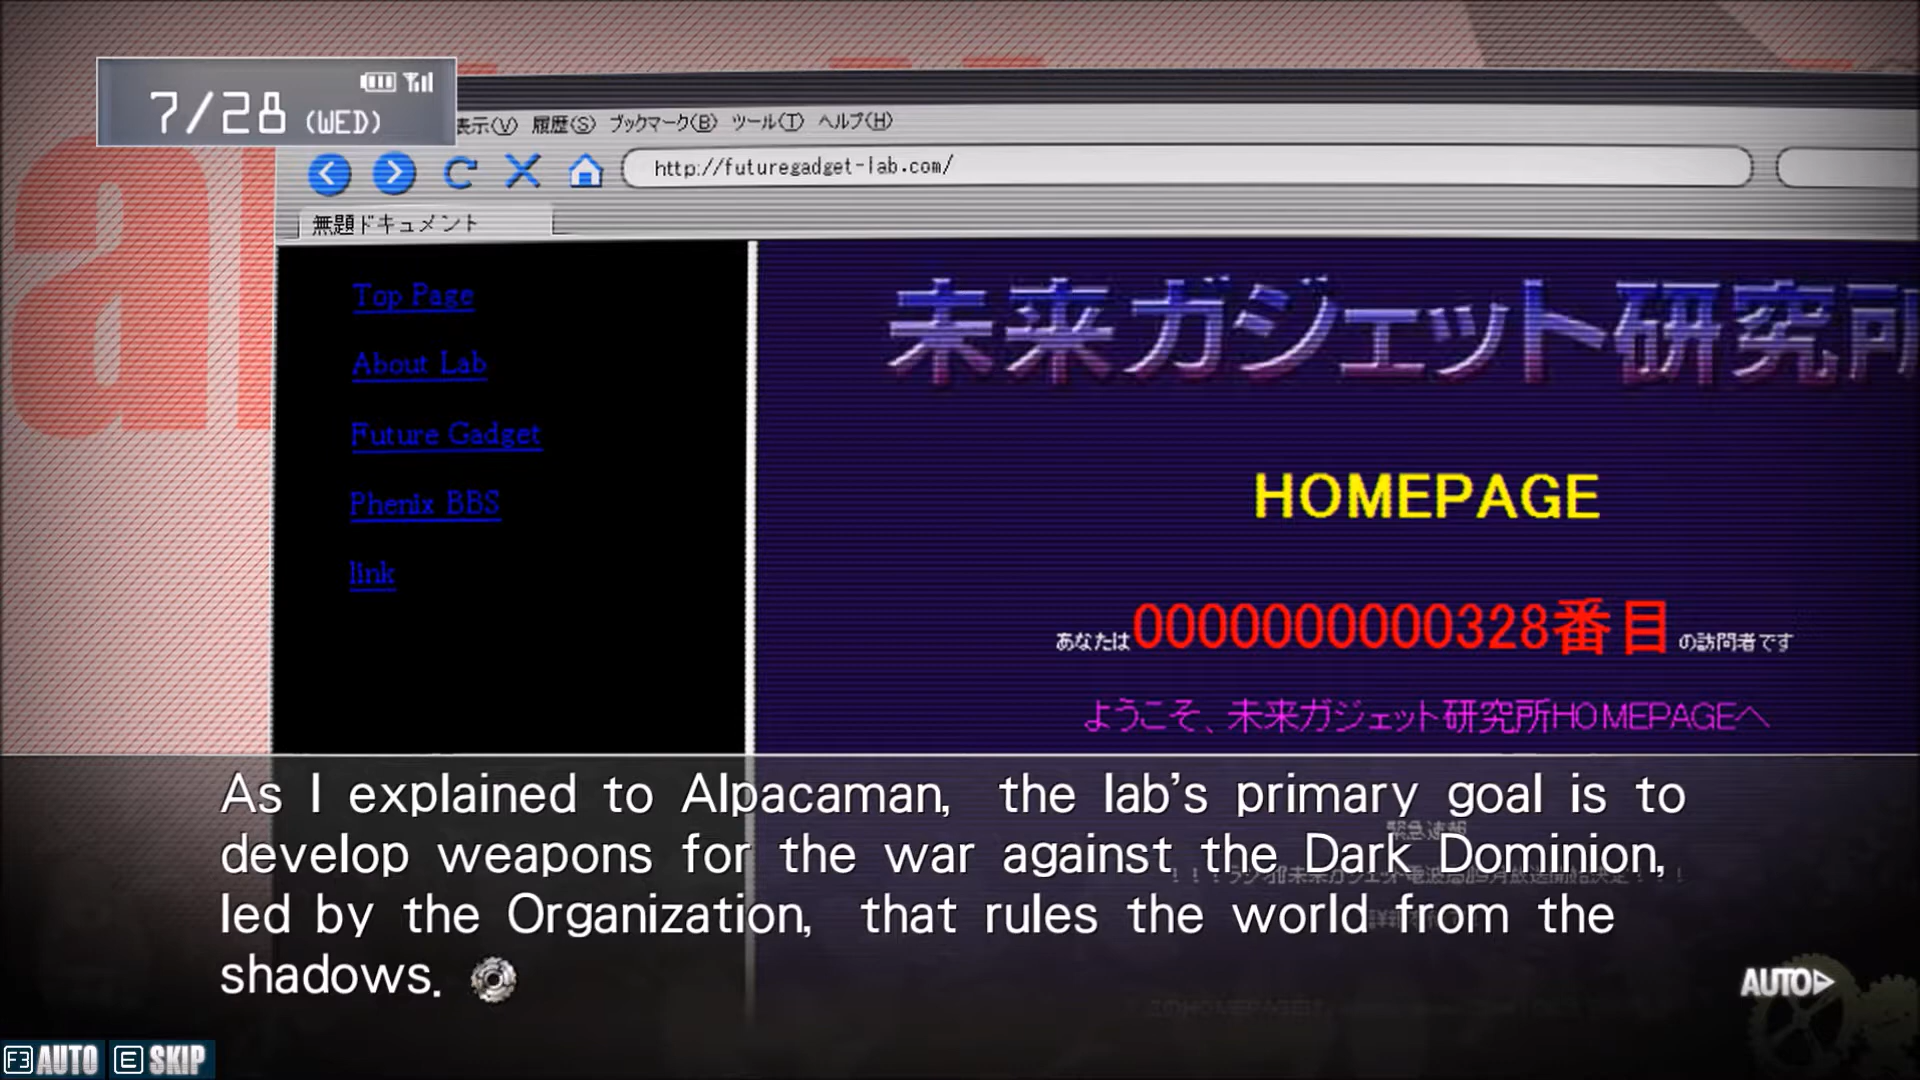 7/28 (WED)
表示(V) 履歴(S) ブックマーク(B) ツール(T) ヘルプ(H)
http://futuregadget-lab.com/
無題ドキュメント
Top Page
About Lab
Future Gadget
Phenix BBS
link
未来ガジェット研究所
HOMEPAGE
あなたは0000000000328番目の訪問者です
ようこそ、未来ガジェット研究所HOMEPAGEへ
緊急速報
As I explained to Alpacaman, the lab's primary goal is to
develop weapons for the war against the Dark Dominion,
led by the Organization, that rules the world from the
shadows.
AUTO
F3 AUTO E SKIP